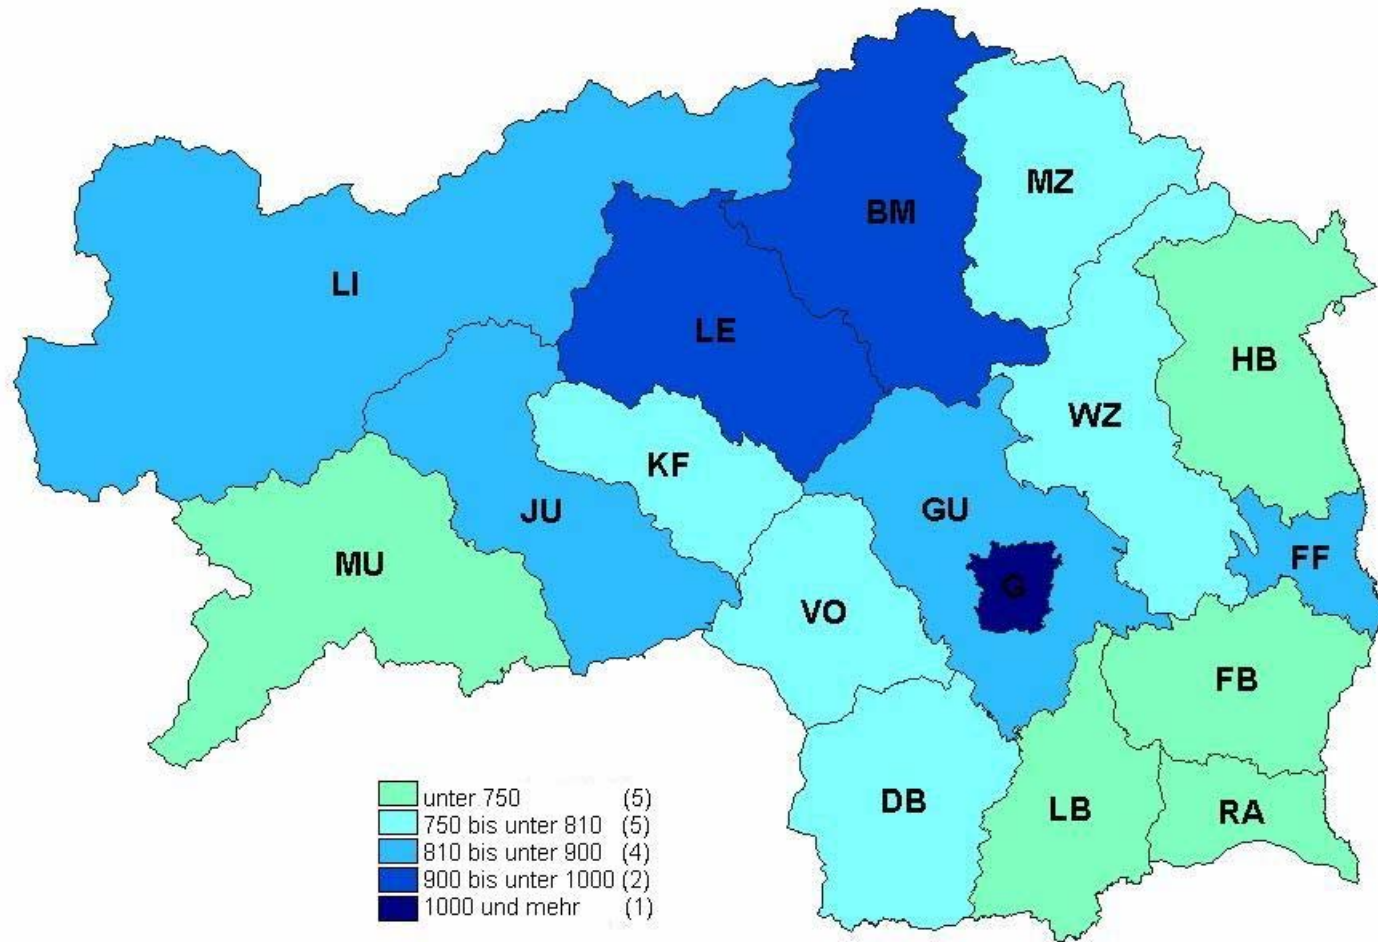 MZ
BM
LI
LE
HB
WZ
KF
JU
GU
MU
FF
G
VO
FB
DB
LB
RA
unter 750 (5)
750 bis unter 810 (5)
810 bis unter 900 (4)
900 bis unter 1000 (2)
1000 und mehr (1)